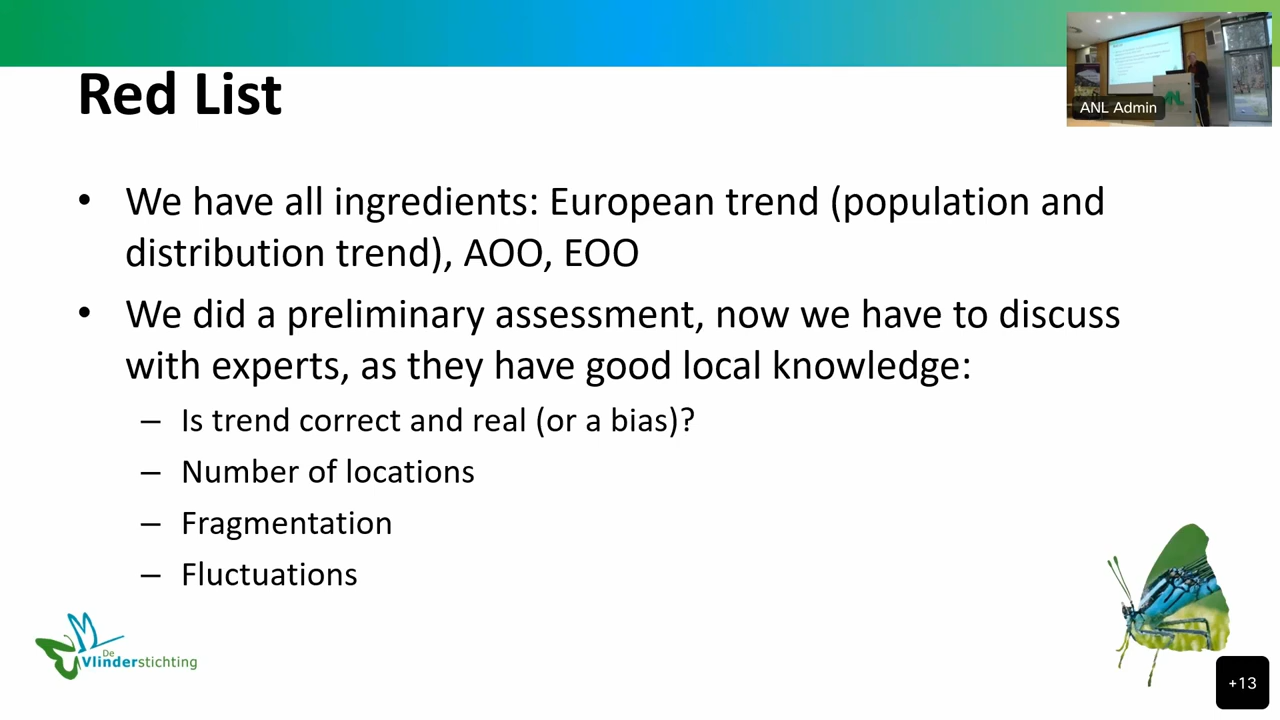 Red List
ANL Admin
• We have all ingredients: European trend (population and
distribution trend), AOO, EOO
• We did a preliminary assessment, now we have to discuss
with experts, as they have good local knowledge:
– Is trend correct and real (or a bias)?
– Number of locations
– Fragmentation
– Fluctuations
De
Vlinderstichting
+13